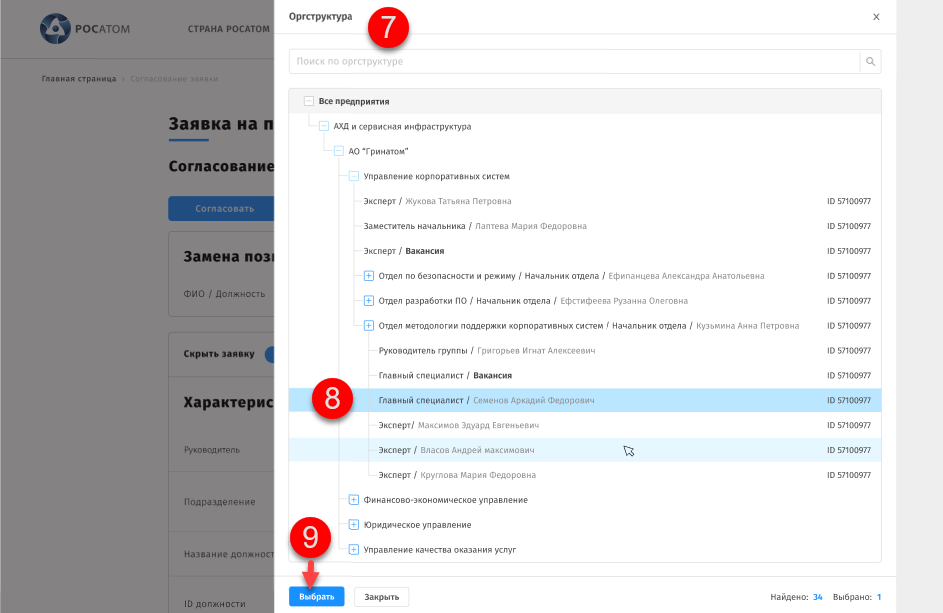 РОСАТОМ
СТРАНА РОСАТОМ
Главная страница › Согласование заявки
Заявка на п
Согласование
Согласовать
Замена поз
ФИО / Должность
Скрыть заявку
Характерис
Руководитель
Подразделение
Название должност
ID должности
Оргструктура
7
x
Поиск по оргструктуре
Все предприятия
АХД и сервисная инфраструктура
АО "Гринатом"
Управление корпоративных систем
Эксперт / Жукова Татьяна Петровна ID 57100977
Заместитель начальника / Лаптева Мария Федоровна ID 57100977
Эксперт / Вакансия ID 57100977
Отдел по безопасности и режиму / Начальник отдела / Ефипанцева Александра Анатольевна ID 57100977
Отдел разработки ПО / Начальник отдела / Ефстифеева Рузанна Олеговна ID 57100977
Отдел методологии поддержки корпоративных систем / Начальник отдела / Кузьмина Анна Петровна ID 57100977
Руководитель группы / Григорьев Игнат Алексеевич ID 57100977
Главный специалист / Вакансия ID 57100977
8
Главный специалист / Семенов Аркадий Федорович ID 57100977
Эксперт/ Максимов Эдуард Евгеньевич ID 57100977
Эксперт / Власов Андрей максимович ID 57100977
Эксперт / Круглова Мария Федоровна ID 57100977
Финансово-экономическое управление
Юридическое управление
Управление качества оказания услуг
9
Выбрать
Закрыть
Найдено: 34 Выбрано: 1